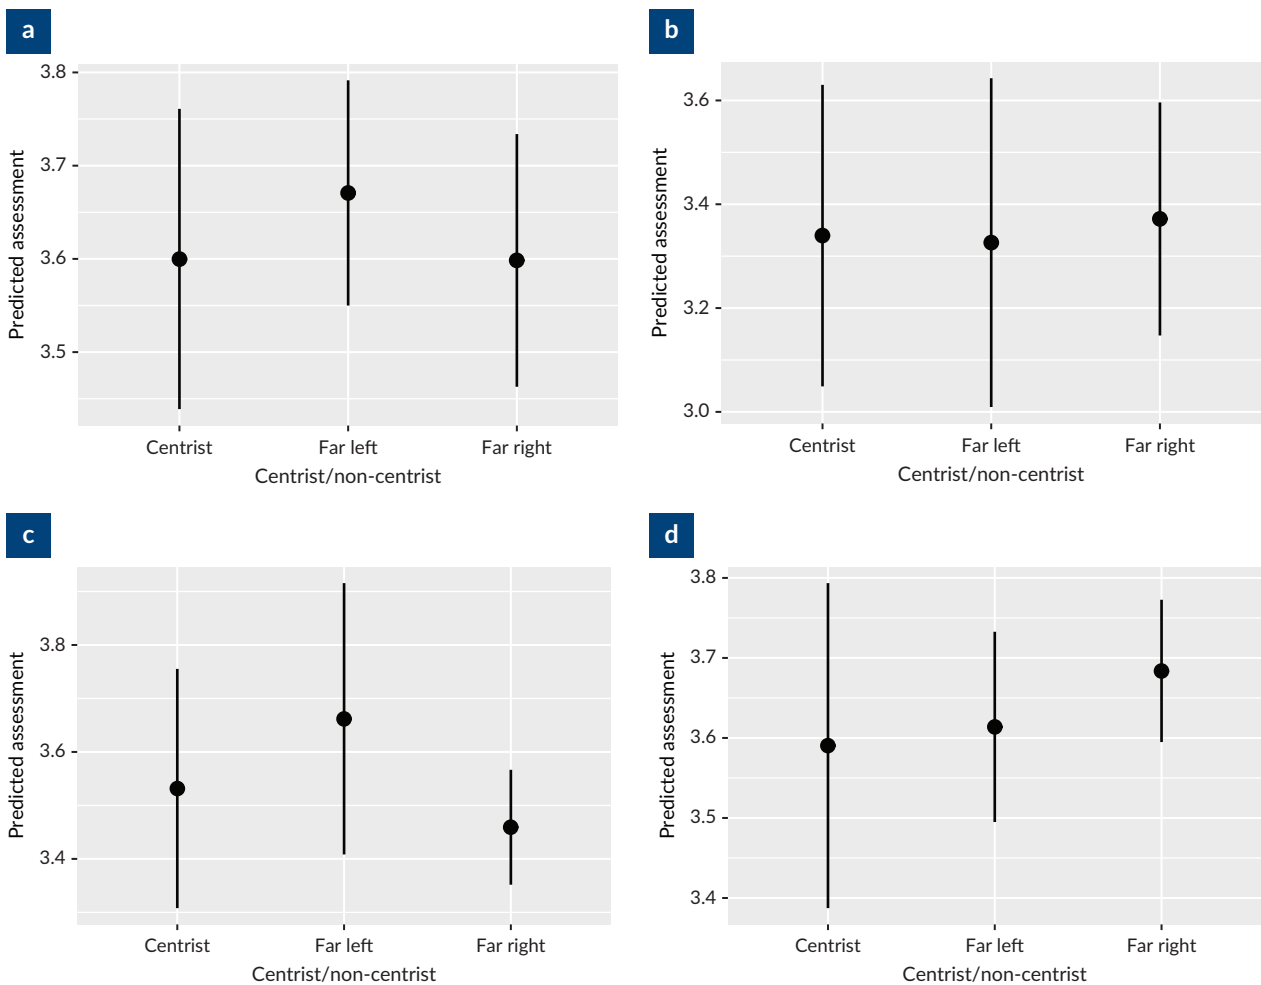 a
Predicted assessment
3.8
3.7
3.6
3.5
Centrist Far left Far right
Centrist/non-centrist
b
Predicted assessment
3.6
3.4
3.2
3.0
Centrist Far left Far right
Centrist/non-centrist
c
Predicted assessment
3.8
3.6
3.4
Centrist Far left Far right
Centrist/non-centrist
d
Predicted assessment
3.8
3.7
3.6
3.5
3.4
Centrist Far left Far right
Centrist/non-centrist